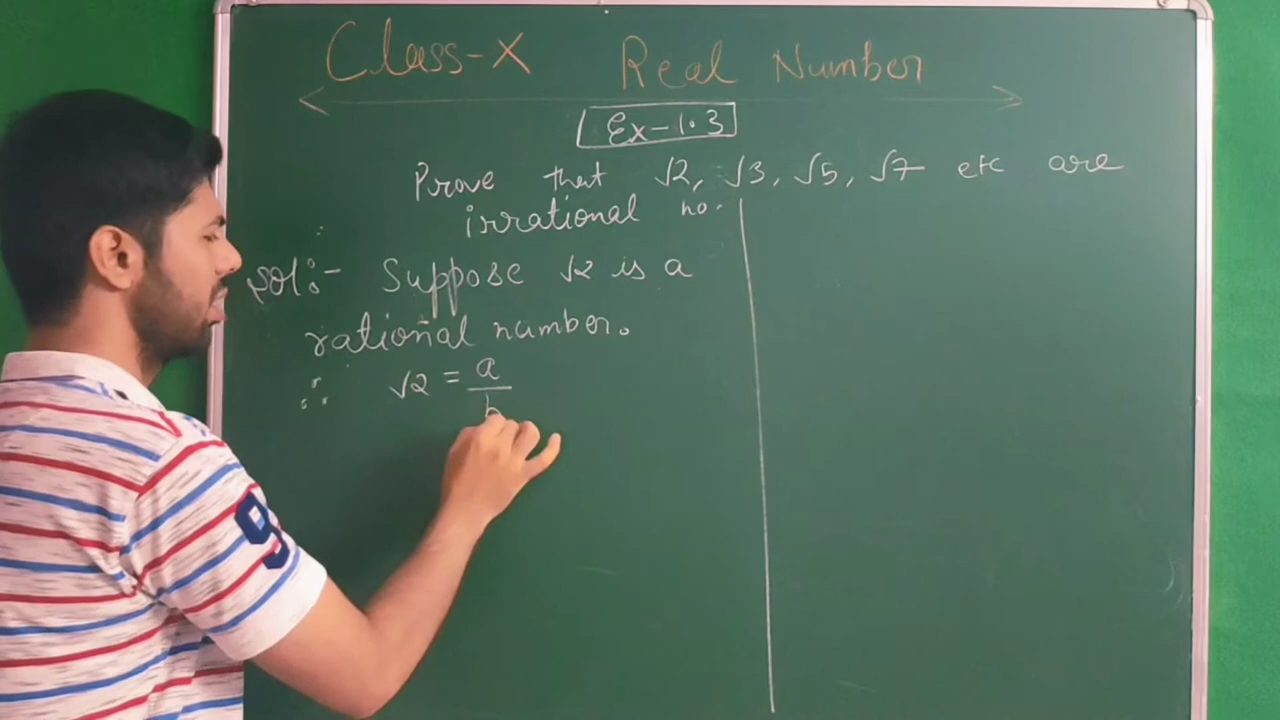 Class-X Real Number
Ex-1.3
Prove that √2, √3, √5, √7 etc are
irrational no.
Sol:- Suppose √2 is a
rational number.
∴ √2 = a/b
9